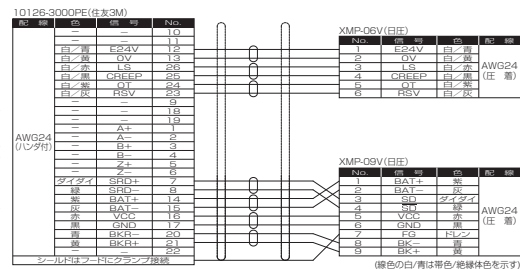 10126-3000PE(住友3M)
配 線 色 信 号 No.
− − 10
− − 11
白/青 E24V 12
白/黄 0V 13
白/赤 LS 26
白/黒 CREEP 25
白/紫 OT 24
白/灰 RSV 23
− − 9
− − 18
− − 19
− A+ 1
− A− 2
− B+ 3
− B− 4
− Z+ 5
− Z− 6
ダイダイ SRD+ 7
緑 SRD− 8
紫 BAT+ 14
灰 BAT− 15
赤 VCC 16
黒 GND 17
青 BKR− 20
黄 BKR+ 21
− − 22
AWG24
(ハンダ付)
シールドはフードにクランプ接続
XMP-06V(日圧)
No. 信 号 色 配 線
1 E24V 白/青
2 0V 白/黄
3 LS 白/赤
4 CREEP 白/黒
5 OT 白/紫
6 RSV 白/灰
AWG24
(圧 着)
XMP-09V(日圧)
No. 信 号 色 配 線
1 BAT+ 紫
2 BAT− 灰
3 SD ダイダイ
4 SD 緑
5 VCC 赤
6 GND 黒
7 FG ドレン
8 BK− 青
9 BK+ 黄
AWG24
(圧 着)
(線色の白/青は帯色/絶縁体色を示す)